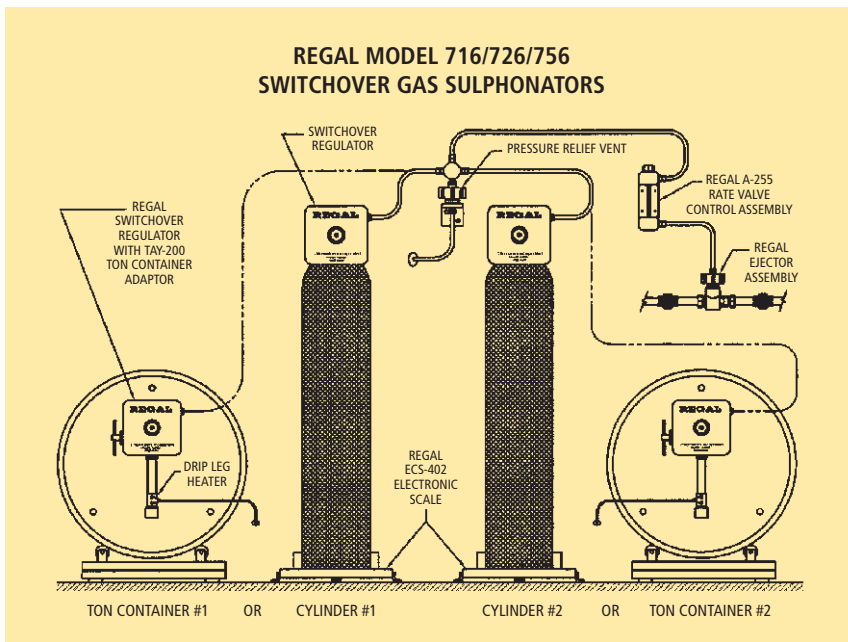 REGAL MODEL 716/726/756
SWITCHOVER GAS SULPHONATORS
SWITCHOVER
REGULATOR
PRESSURE RELIEF VENT
REGAL A-255
RATE VALVE
CONTROL ASSEMBLY
REGAL
SWITCHOVER
REGULATOR
WITH TAY-200
TON CONTAINER
ADAPTOR
REGAL
EJECTOR
ASSEMBLY
REGAL
REGAL
REGAL
REGAL
DRIP LEG
HEATER
REGAL
ECS-402
ELECTRONIC
SCALE
TON CONTAINER #1 OR CYLINDER #1 CYLINDER #2 OR TON CONTAINER #2